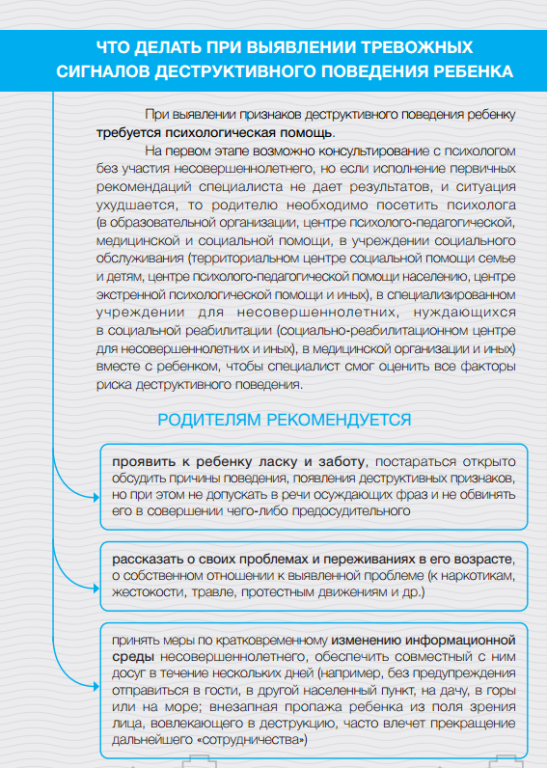 ЧТО ДЕЛАТЬ ПРИ ВЫЯВЛЕНИИ ТРЕВОЖНЫХ
СИГНАЛОВ ДЕСТРУКТИВНОГО ПОВЕДЕНИЯ РЕБЕНКА
При выявлении признаков деструктивного поведения ребенку
требуется психологическая помощь.
На первом этапе возможно консультирование с психологом
без участия несовершеннолетнего, но если исполнение первичных
рекомендаций специалиста не дает результатов, и ситуация
ухудшается, то родителю необходимо посетить психолога
(в образовательной организации, центре психолого-педагогической,
медицинской и социальной помощи, в учреждении социального
обслуживания (территориальном центре социальной помощи семье
и детям, центре психолого-педагогической помощи населению, центре
экстренной психологической помощи и иных), в специализированном
учреждении для несовершеннолетних, нуждающихся
в социальной реабилитации (социально-реабилитационном центре
для несовершеннолетних и иных), в медицинской организации и иных)
вместе с ребенком, чтобы специалист смог оценить все факторы
риска деструктивного поведения.
РОДИТЕЛЯМ РЕКОМЕНДУЕТСЯ
проявить к ребенку ласку и заботу, постараться открыто
обсудить причины поведения, появления деструктивных признаков,
но при этом не допускать в речи осуждающих фраз и не обвинять
его в совершении чего-либо предосудительного
рассказать о своих проблемах и переживаниях в его возрасте,
о собственном отношении к выявленной проблеме (к наркотикам,
жестокости, травле, протестным движениям и др.)
принять меры по кратковременному изменению информационной
среды несовершеннолетнего, обеспечить совместный с ним
досуг в течение нескольких дней (например, без предупреждения
отправиться в гости, в другой населенный пункт, на дачу, в горы
или на море; внезапная пропажа ребенка из поля зрения
лица, вовлекающего в деструкцию, часто влечет прекращение
дальнейшего «сотрудничества»)